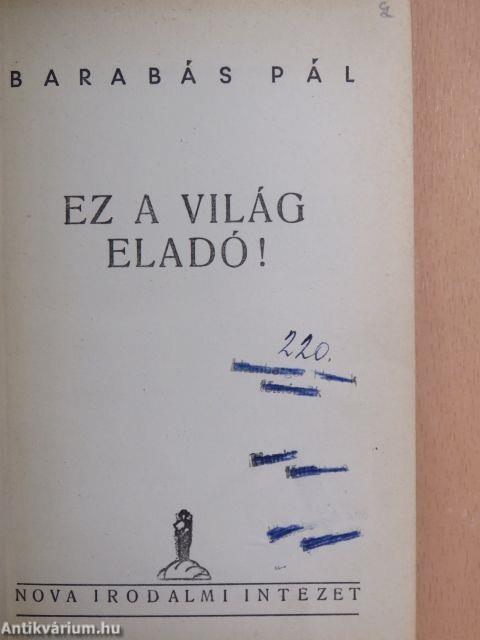 BARABÁS PÁL
EZ A VILÁG
ELADÓ!
220.
NOVA IRODALMI INTÉZET
Antikvárium.hu